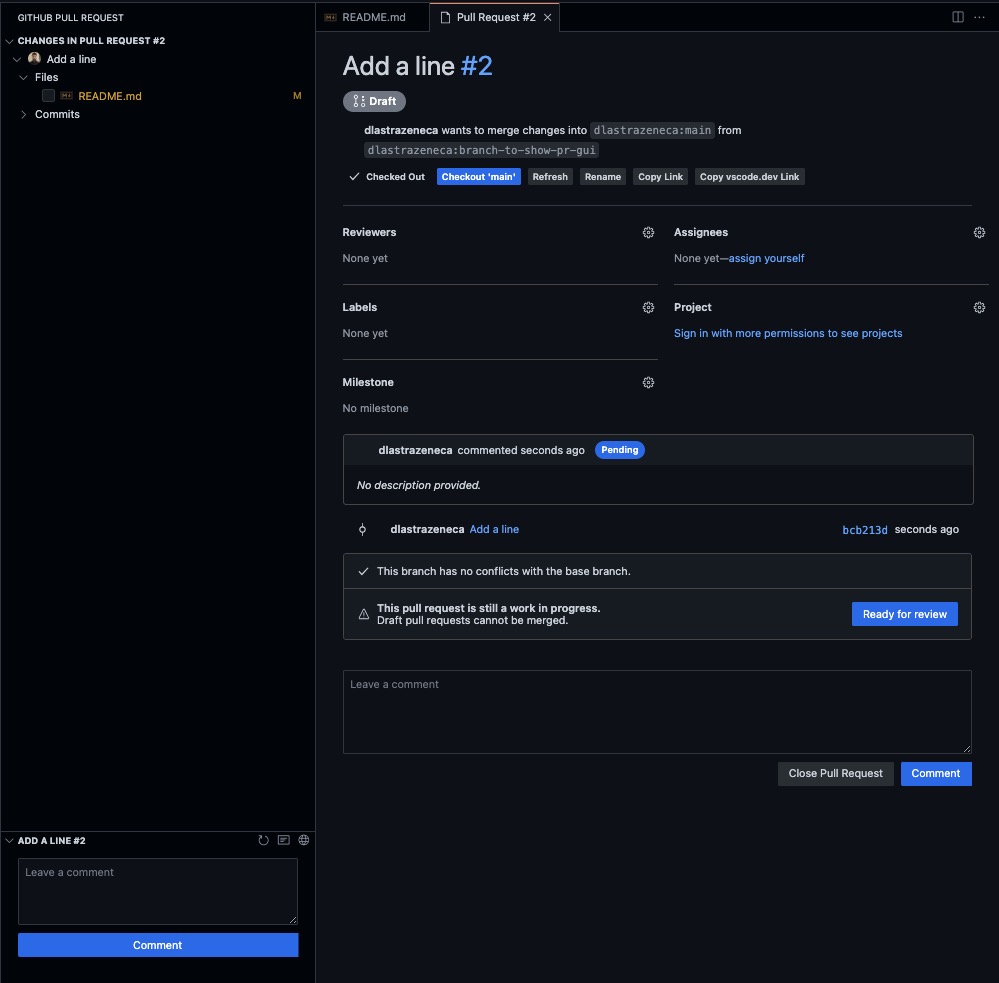 GITHUB PULL REQUEST
CHANGES IN PULL REQUEST #2
Add a line
Files
README.md M
Commits
ADD A LINE #2
Leave a comment
Comment
README.md
Pull Request #2
Add a line #2
Draft
dlastrazeneca wants to merge changes into dlastrazeneca:main from
dlastrazeneca:branch-to-show-pr-gui
Checked Out Checkout 'main' Refresh Rename Copy Link Copy vscode.dev Link
Reviewers
None yet
Assignees
None yet—assign yourself
Labels
None yet
Project
Sign in with more permissions to see projects
Milestone
No milestone
dlastrazeneca commented seconds ago Pending
No description provided.
dlastrazeneca Add a line bcb213d seconds ago
This branch has no conflicts with the base branch.
This pull request is still a work in progress.
Draft pull requests cannot be merged.
Ready for review
Leave a comment
Close Pull Request Comment